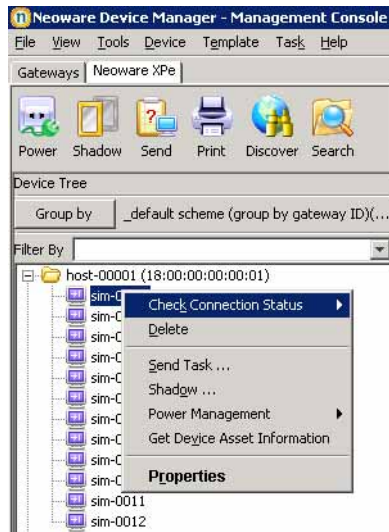 Neoware Device Manager - Management Console
File View Tools Device Template Task Help
Gateways Neoware XPe
Power Shadow Send Print Discover Search
Device Tree
Group by _default scheme (group by gateway ID)(...
Filter By
host-00001 (18:00:00:00:00:01)
Check Connection Status
Delete
Send Task ...
Shadow ...
Power Management
Get Device Asset Information
Properties
sim-0011
sim-0012